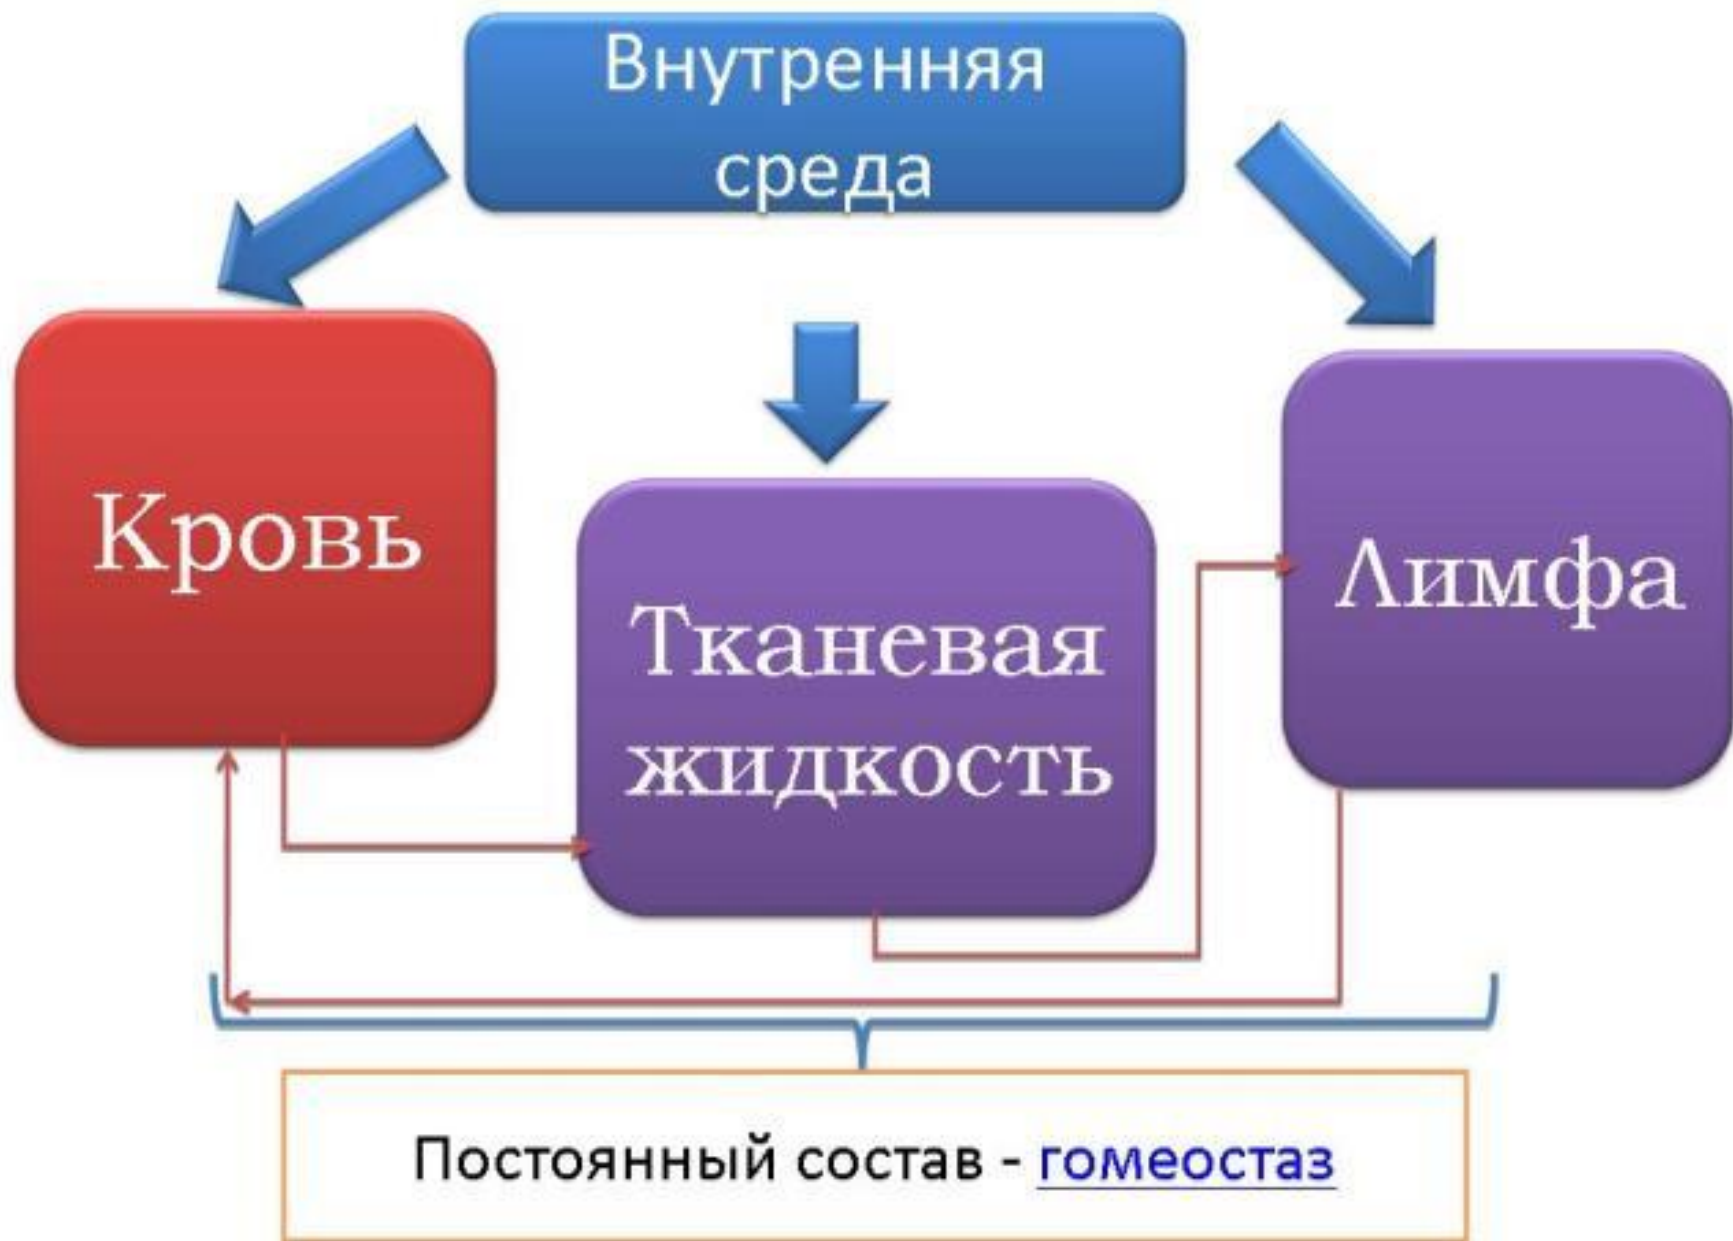 Внутренняя
среда
Кровь
Тканевая
жидкость
Лимфа
Постоянный состав - гомеостаз